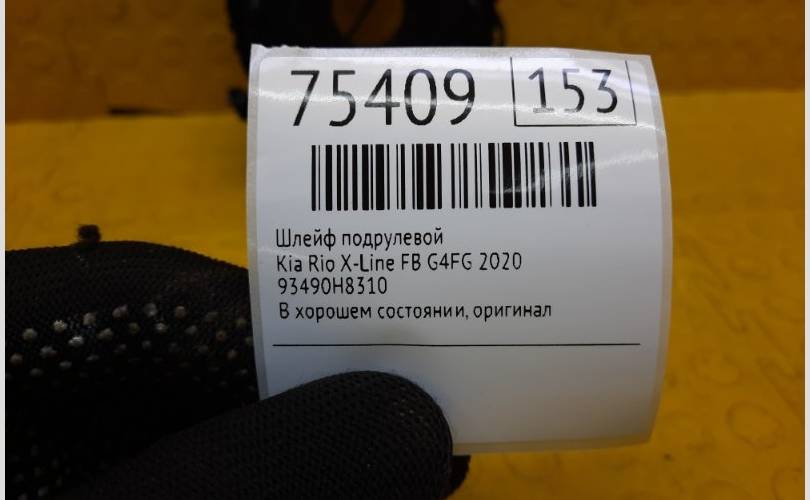 75409 153
Шлейф подрулевой
Kia Rio X-Line FB G4FG 2020
93490H8310
В хорошем состоянии, оригинал